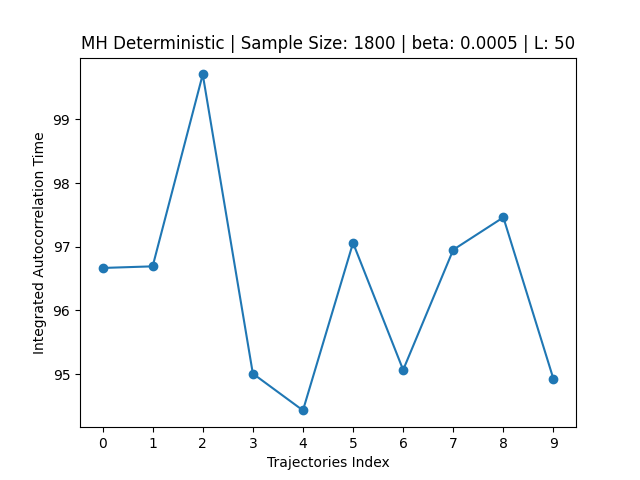 MH Deterministic | Sample Size: 1800 | beta: 0.0005 | L: 50
Integrated Autocorrelation Time
99
98
97
96
95
0 1 2 3 4 5 6 7 8 9
Trajectories Index